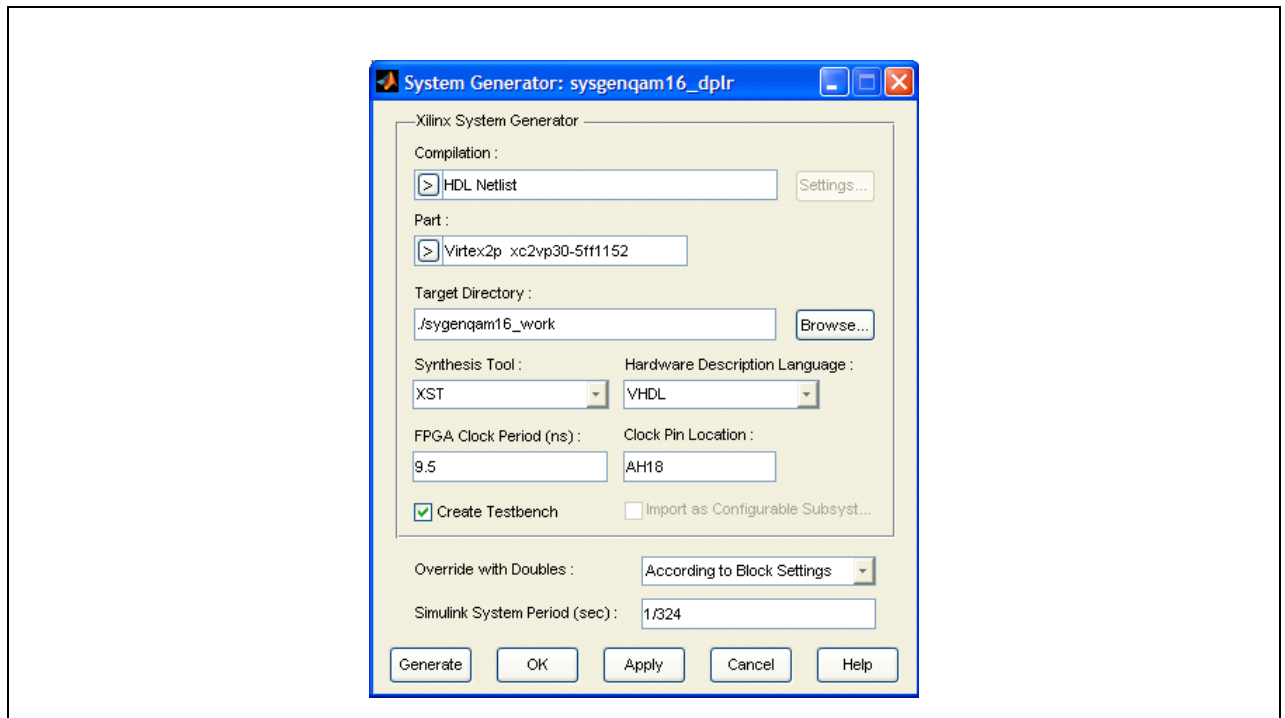 System Generator: sysgenqam16_dplr
Xilinx System Generator
Compilation :
> HDL Netlist
Settings...
Part :
> Virtex2p xc2vp30-5ff1152
Target Directory :
./sygenqam16_work
Browse...
Synthesis Tool :
Hardware Description Language :
XST
VHDL
FPGA Clock Period (ns) :
Clock Pin Location :
9.5
AH18
Create Testbench
Import as Configurable Subsyst...
Override with Doubles :
According to Block Settings
Simulink System Period (sec) :
1/324
Generate
OK
Apply
Cancel
Help